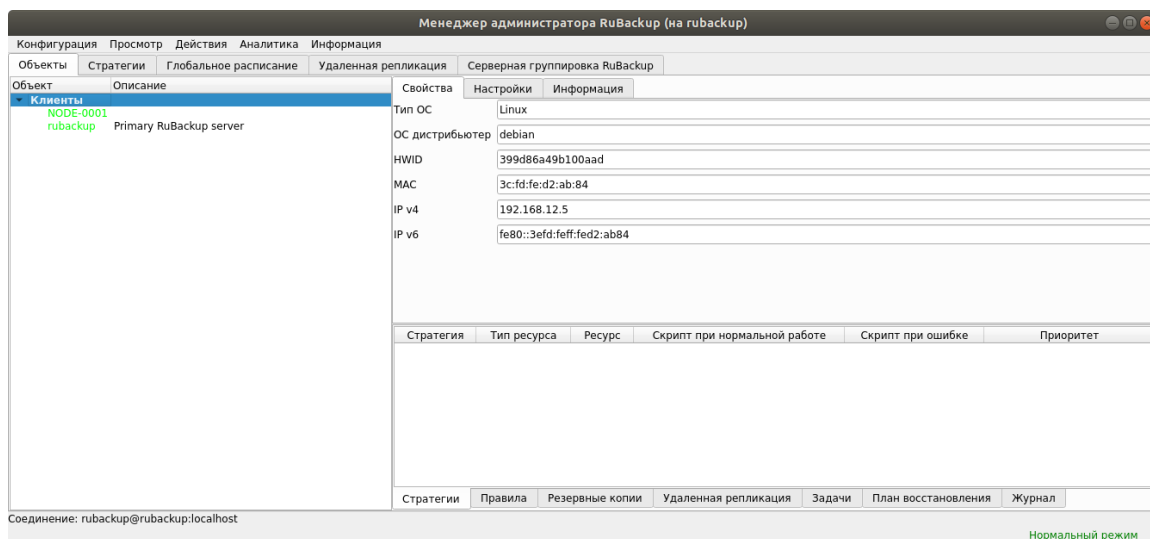 Менеджер администратора RuBackup (на rubackup)
Конфигурация Просмотр Действия Аналитика Информация
Объекты Стратегии Глобальное расписание Удаленная репликация Серверная группировка RuBackup
Объект Описание
Клиенты
NODE-0001
rubackup Primary RuBackup server
Свойства Настройки Информация
Тип ОС Linux
ОС дистрибьютер debian
HWID 399d86a49b100aad
MAC 3c:fd:fe:d2:ab:84
IP v4 192.168.12.5
IP v6 fe80::3efd:feff:fed2:ab84
Стратегия Тип ресурса Ресурс Скрипт при нормальной работе Скрипт при ошибке Приоритет
Стратегии Правила Резервные копии Удаленная репликация Задачи План восстановления Журнал
Соединение: rubackup@rubackup:localhost
Нормальный режим